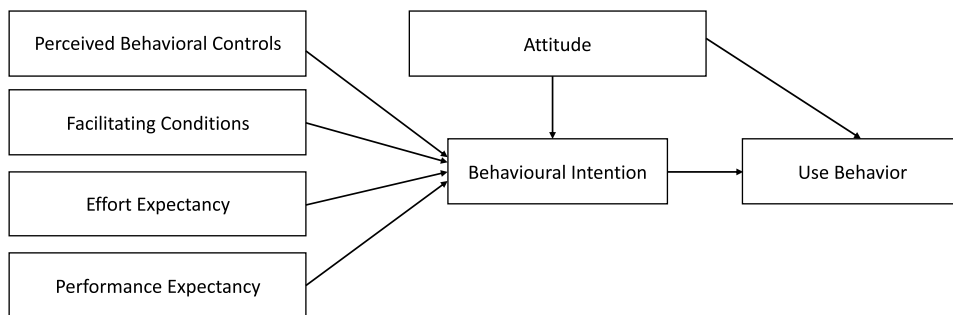 Perceived Behavioral Controls
Attitude
Facilitating Conditions
Behavioural Intention
Use Behavior
Effort Expectancy
Performance Expectancy